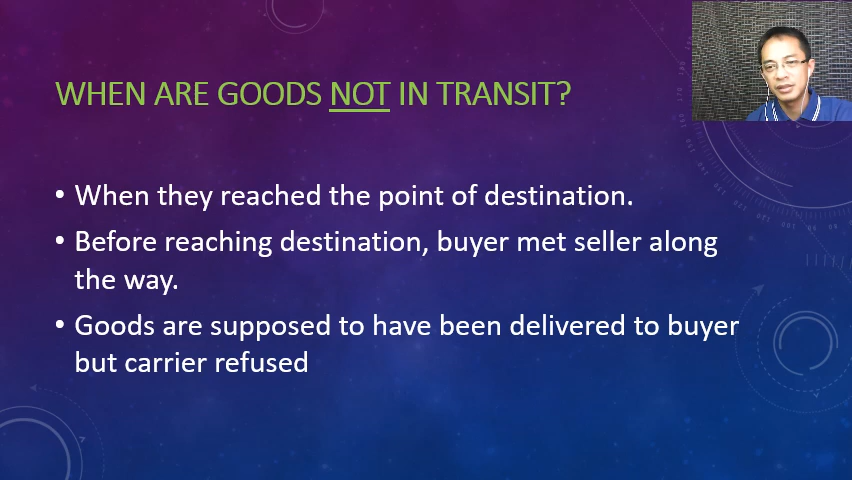 WHEN ARE GOODS NOT IN TRANSIT?
• When they reached the point of destination.
• Before reaching destination, buyer met seller along
the way.
• Goods are supposed to have been delivered to buyer
but carrier refused